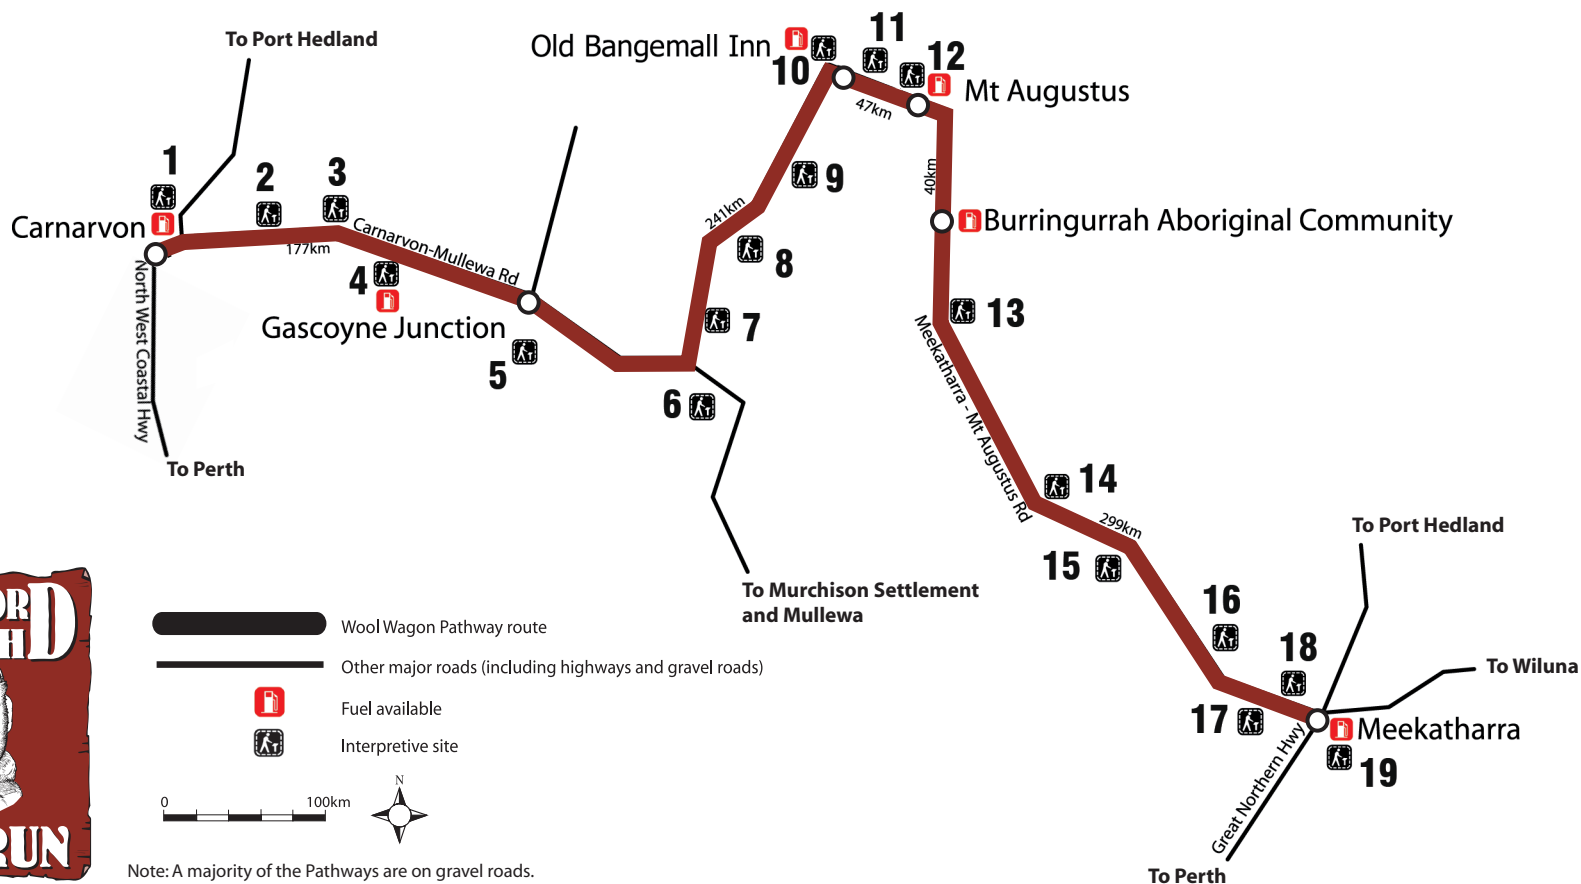 To Port Hedland
Old Bangemall Inn
10
11
12
Mt Augustus
47km
1
2
3
Carnarvon
177km
Carnarvon-Mullewa Rd
4
Gascoyne Junction
5
6
7
8
9
241km
40km
Burringurrah Aboriginal Community
13
North West Coastal Hwy
To Perth
Meekatharra - Mt Augustus Rd
14
299km
15
To Port Hedland
To Murchison Settlement
and Mullewa
16
18
To Wiluna
17
Meekatharra
19
Great Northern Hwy
To Perth
RUN
Wool Wagon Pathway route
Other major roads (including highways and gravel roads)
Fuel available
Interpretive site
0
100km
N
Note: A majority of the Pathways are on gravel roads.